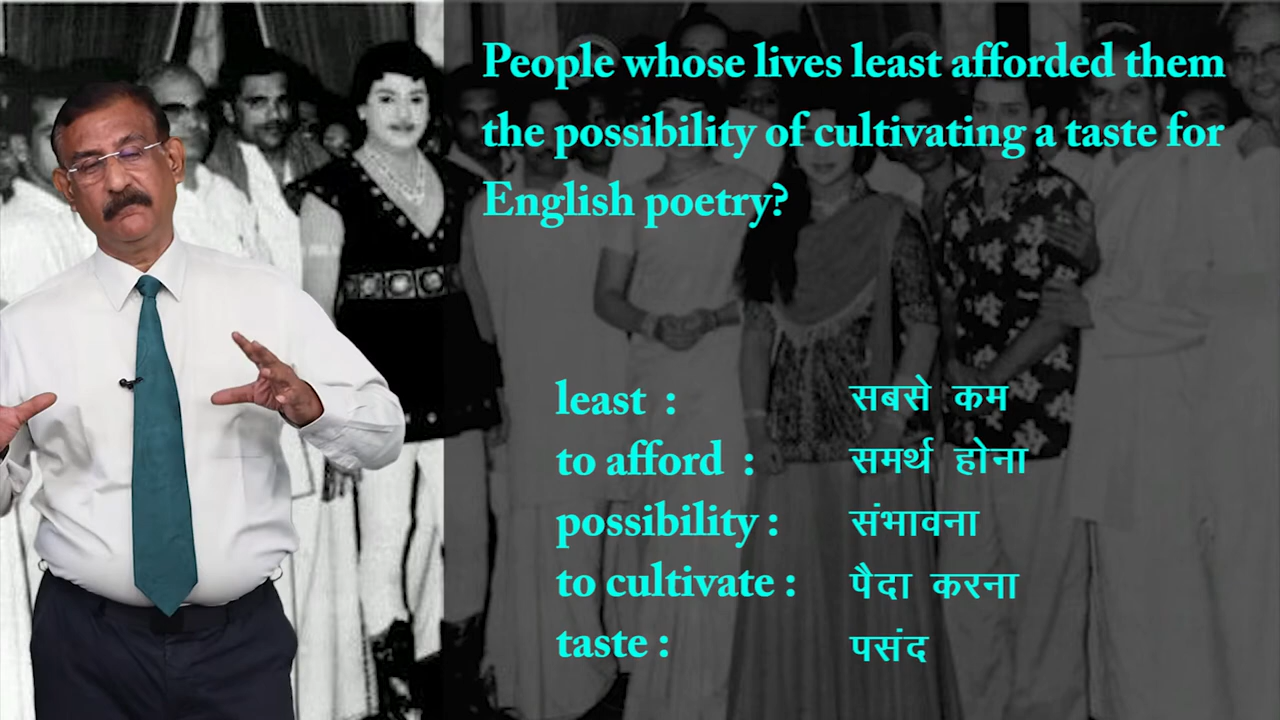 People whose lives least afforded them
the possibility of cultivating a taste for
English poetry?
least : सबसे कम
to afford : समर्थ होना
possibility : संभावना
to cultivate : पैदा करना
taste : पसंद